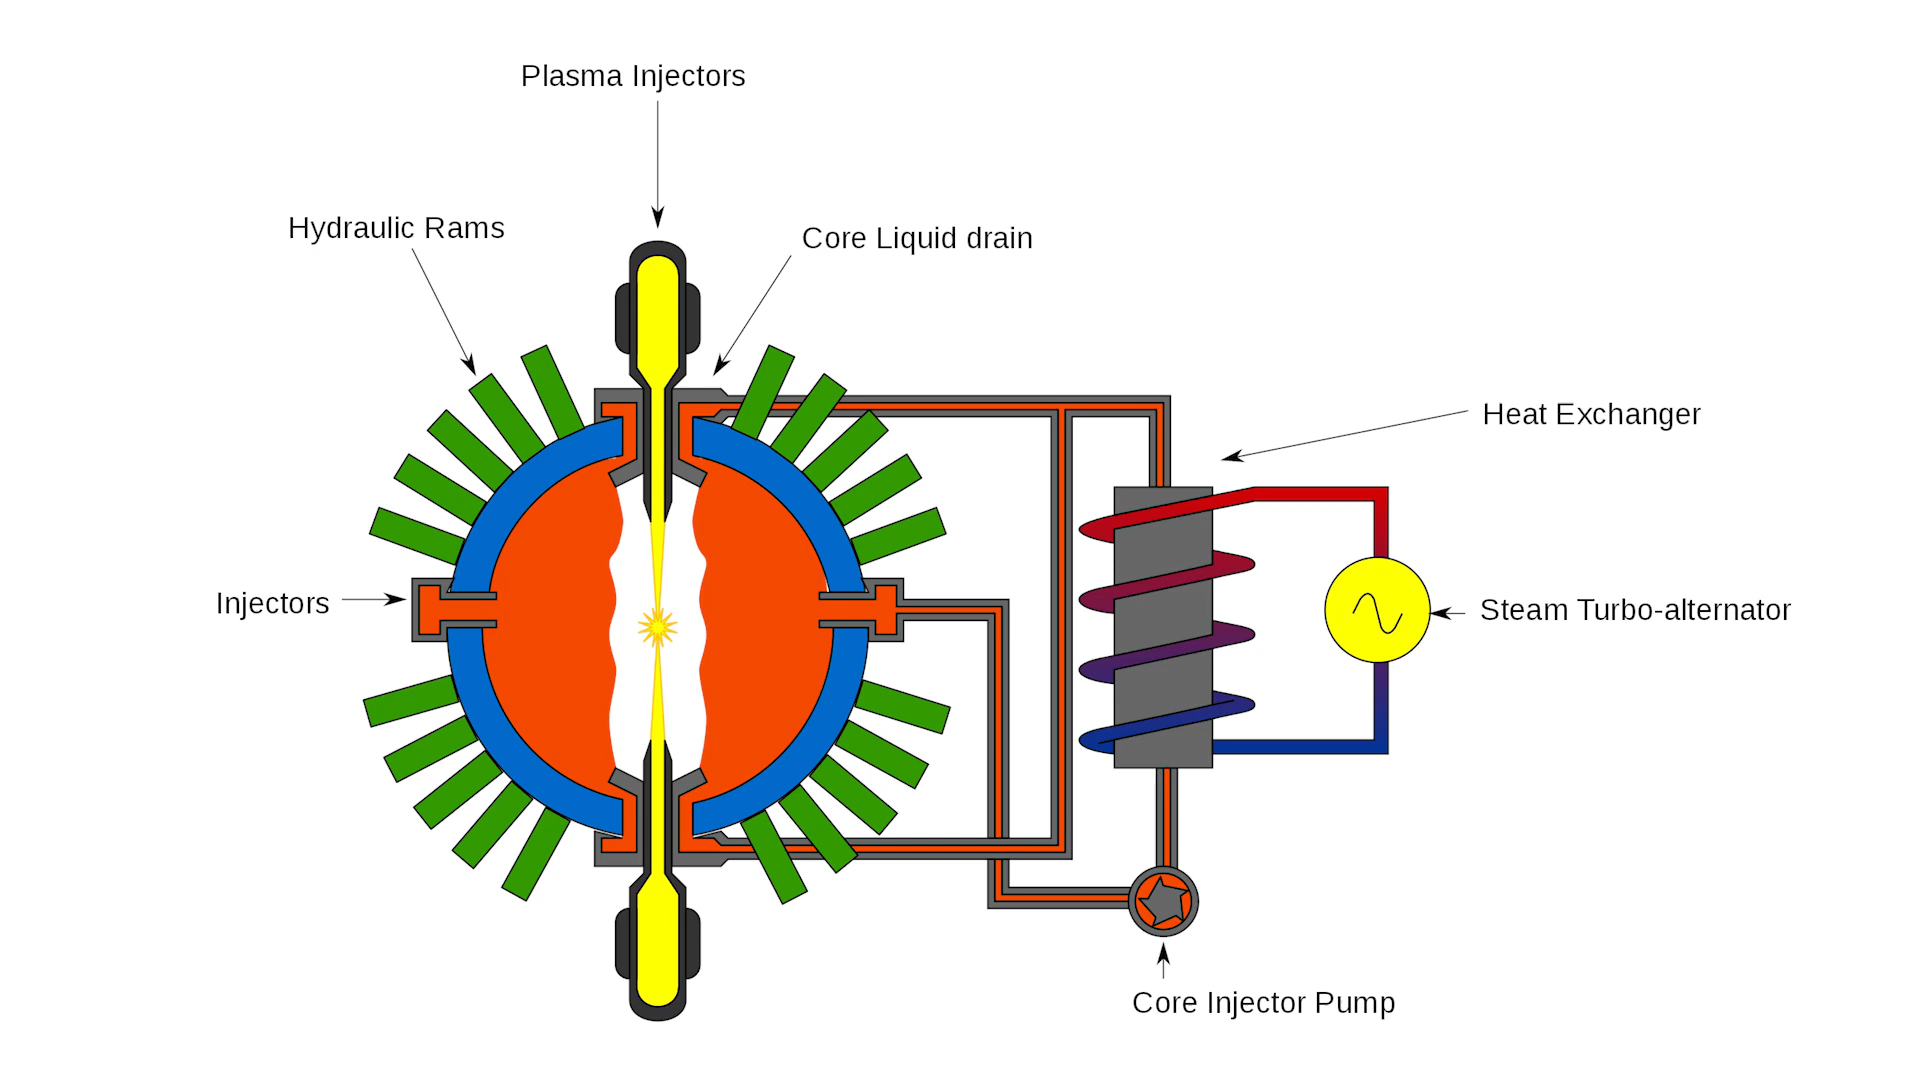 Plasma Injectors
Hydraulic Rams
Core Liquid drain
Heat Exchanger
Injectors
Steam Turbo-alternator
Core Injector Pump